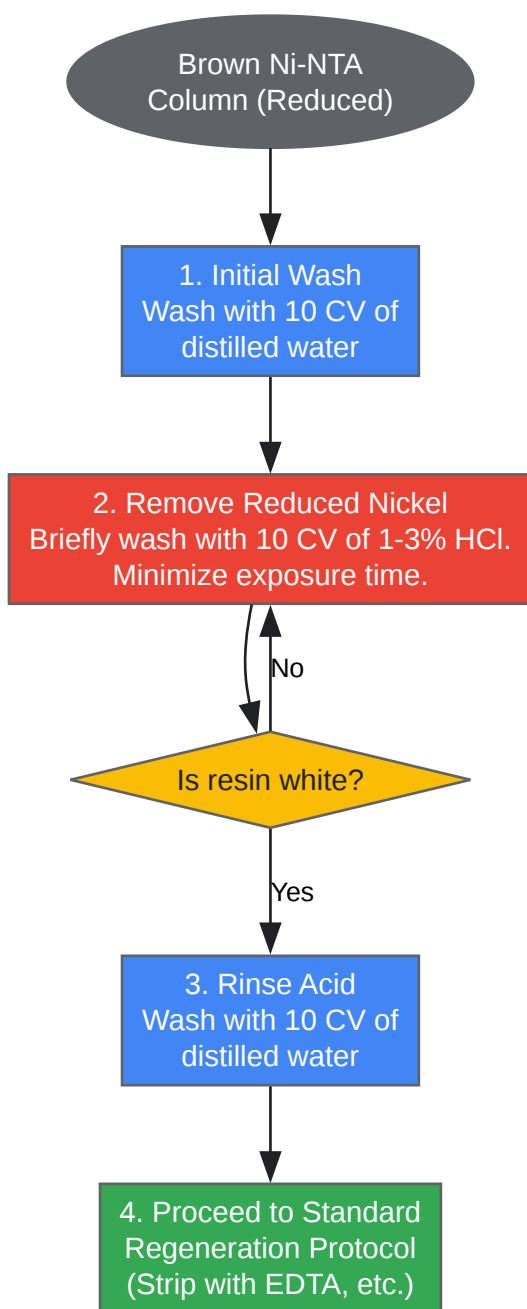 Brown Ni-NTA
Column (Reduced)
1. Initial Wash
Wash with 10 CV of
distilled water
2. Remove Reduced Nickel
Briefly wash with 10 CV of 1-3% HCl.
Minimize exposure time.
No
Is resin white?
Yes
3. Rinse Acid
Wash with 10 CV of
distilled water
4. Proceed to Standard
Regeneration Protocol
(Strip with EDTA, etc.)